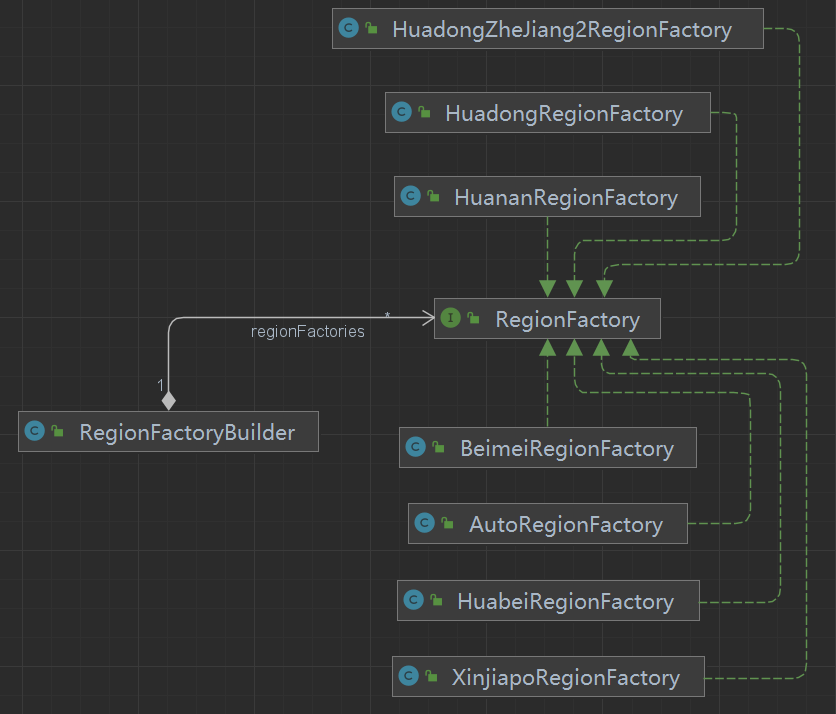 C HuadongZheJiang2RegionFactory
C HuadongRegionFactory
C HuananRegionFactory
I RegionFactory
*
regionFactories
1
C RegionFactoryBuilder
C BeimeiRegionFactory
C AutoRegionFactory
C HuabeiRegionFactory
C XinjiapoRegionFactory